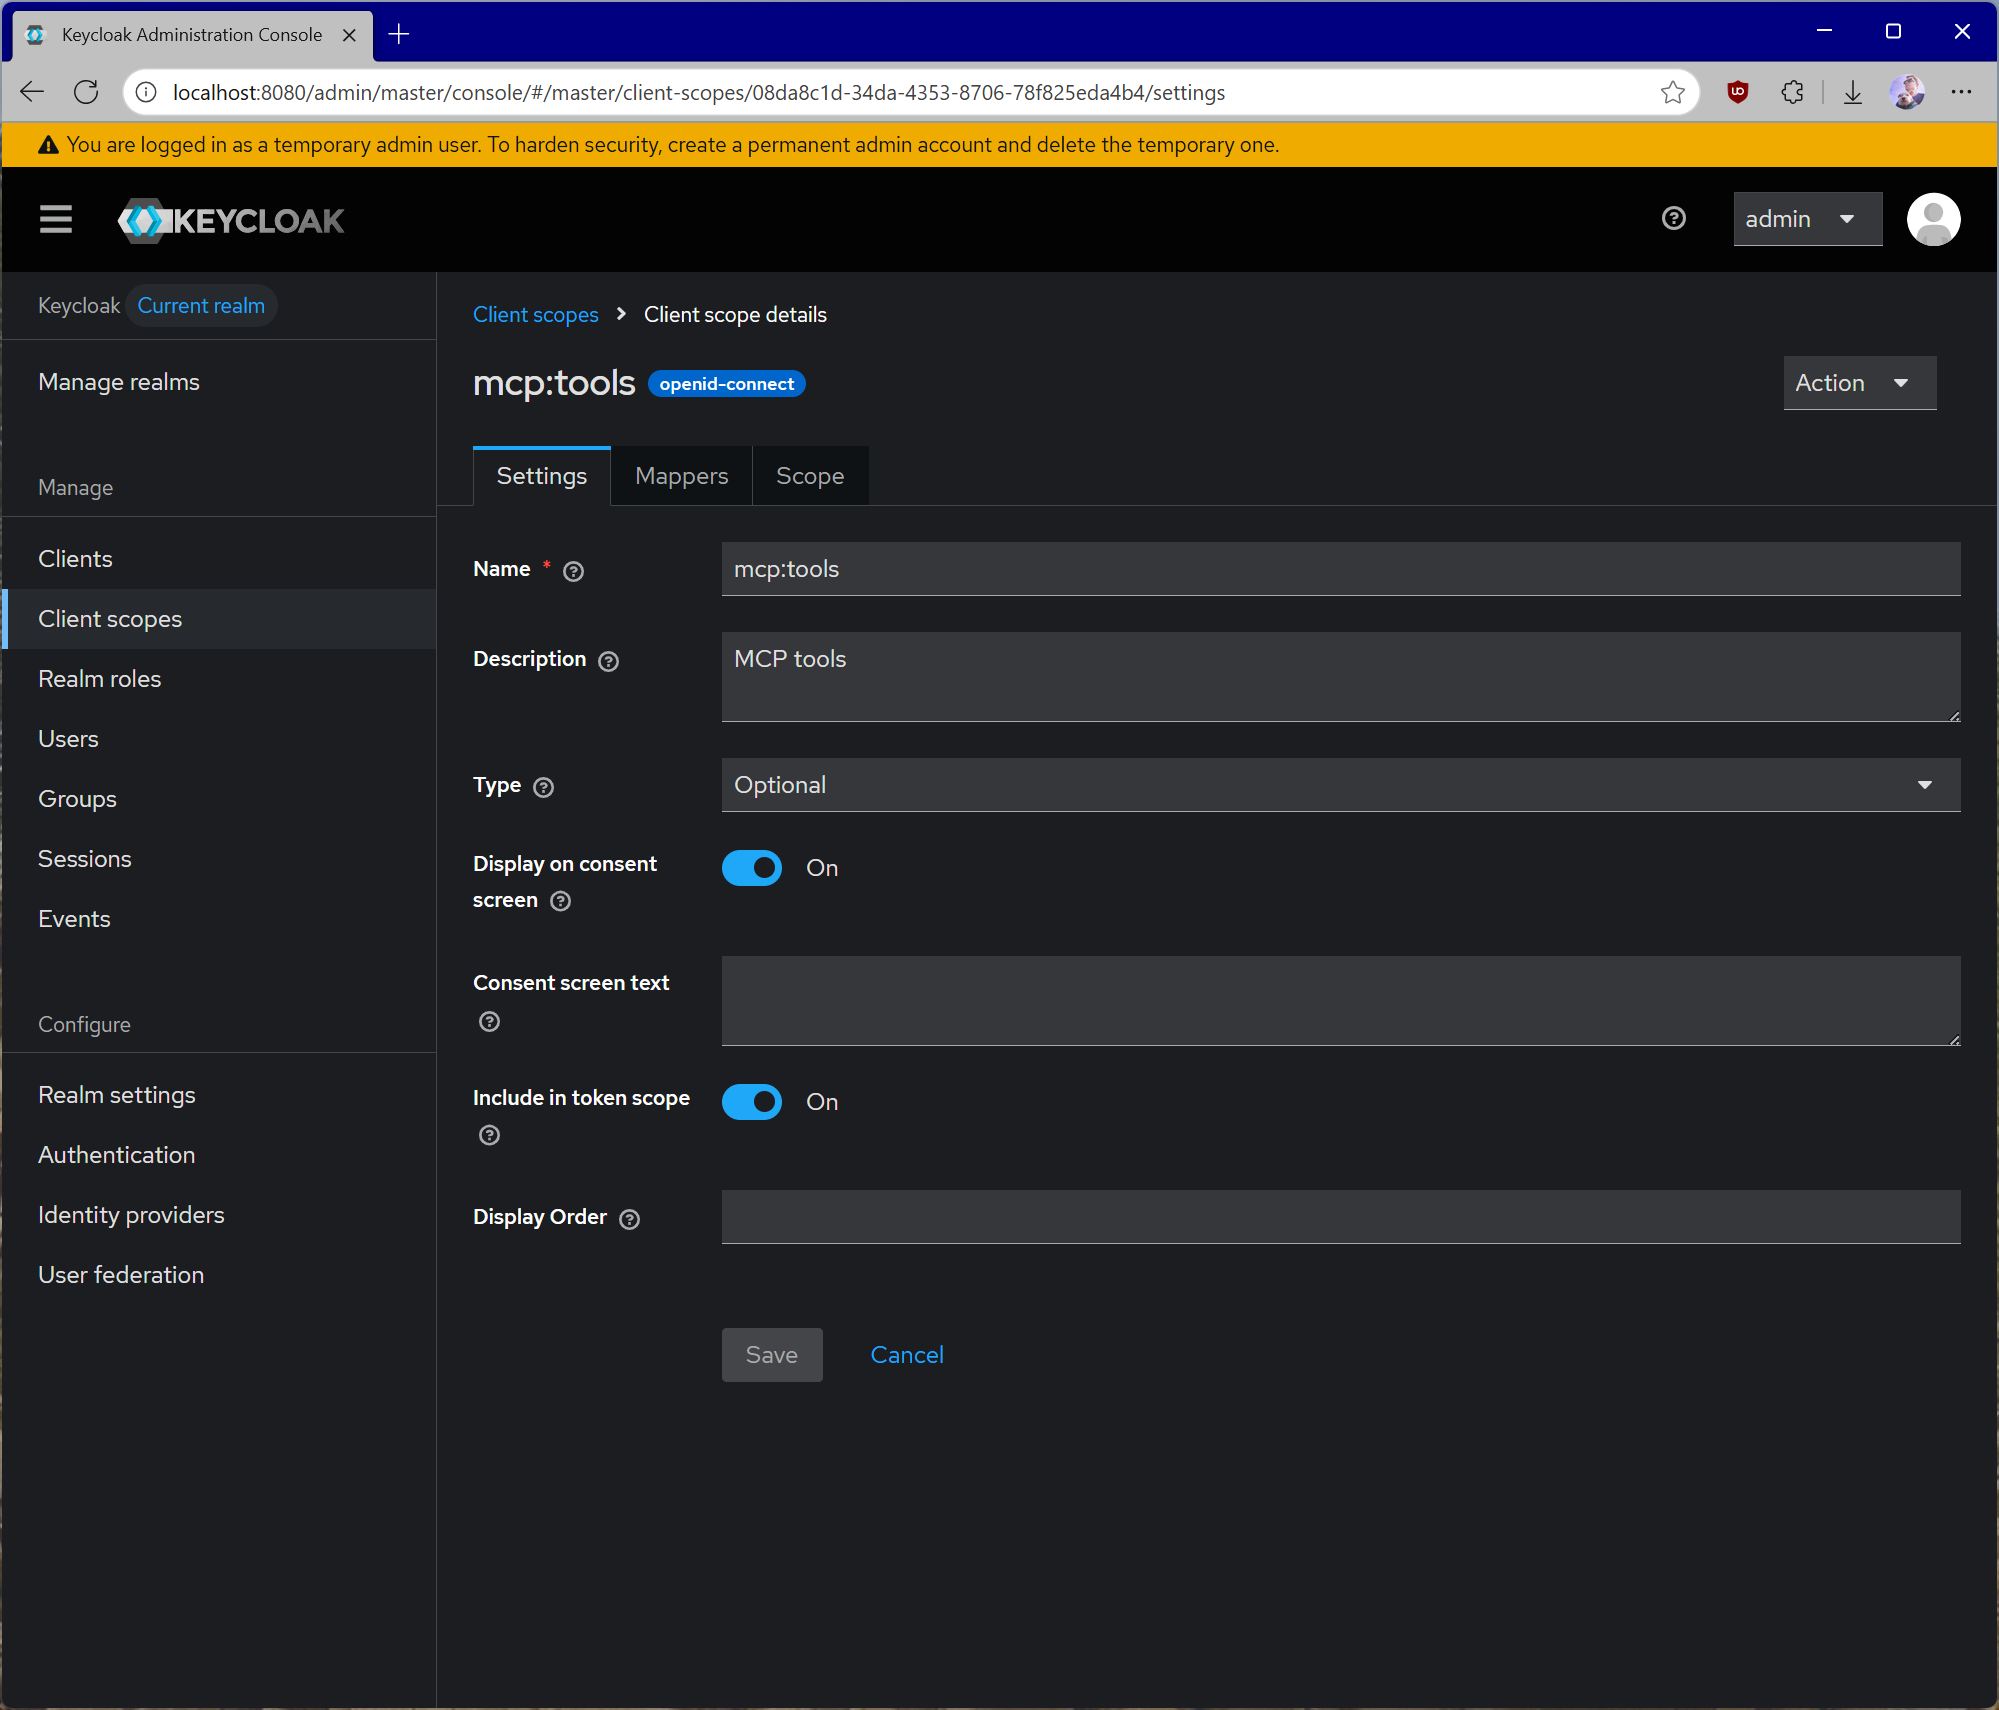 Keycloak Administration Console
localhost:8080/admin/master/console/#/master/client-scopes/08da8c1d-34da-4353-8706-78f825eda4b4/settings
You are logged in as a temporary admin user. To harden security, create a permanent admin account and delete the temporary one.
KEYCLOAK
admin
Keycloak Current realm
Manage realms
Manage
Clients
Client scopes
Realm roles
Users
Groups
Sessions
Events
Configure
Realm settings
Authentication
Identity providers
User federation
Client scopes > Client scope details
mcp:tools openid-connect
Action
Settings Mappers Scope
Name * mcp:tools
Description MCP tools
Type Optional
Display on consent
screen On
Consent screen text
Include in token scope On
Display Order
Save Cancel